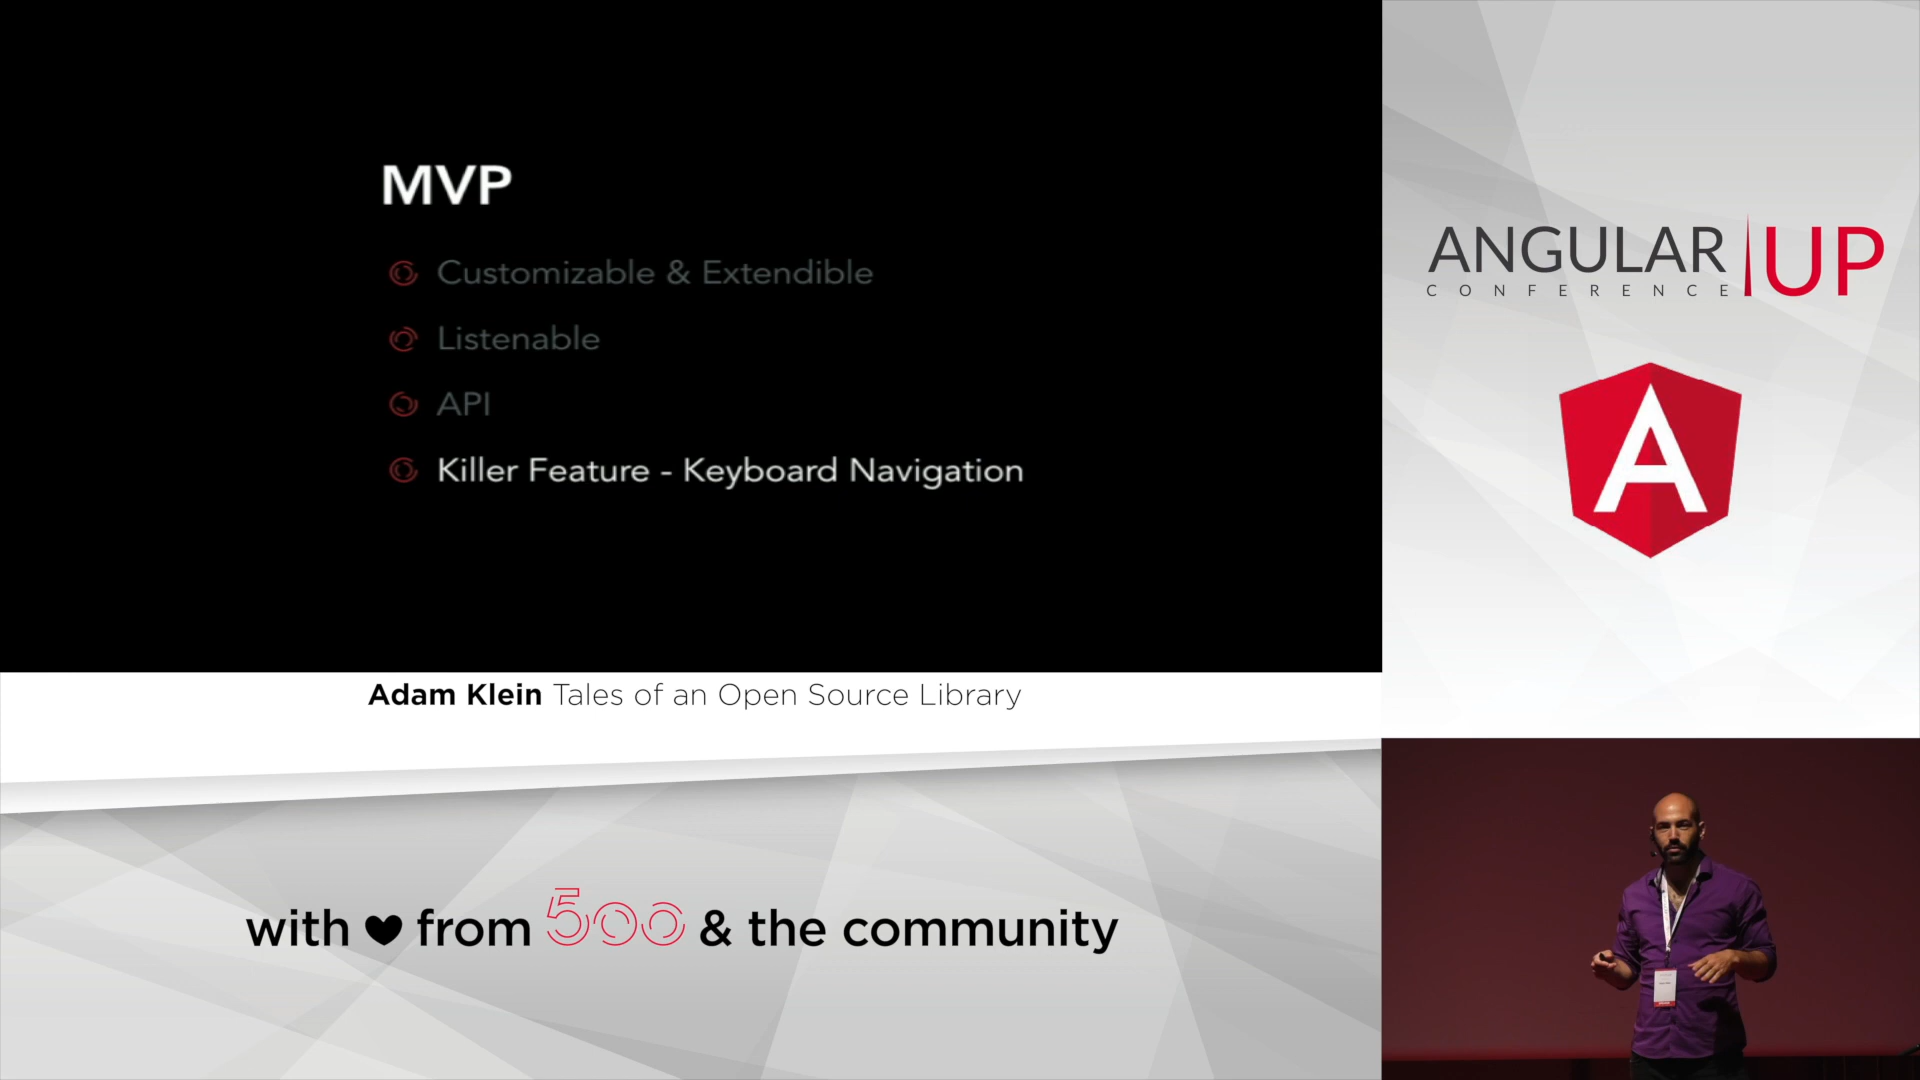 MVP
Customizable & Extendible
Listenable
API
Killer Feature - Keyboard Navigation
Adam Klein Tales of an Open Source Library
with ♥ from 500 & the community
ANGULAR UP
CONFERENCE
A